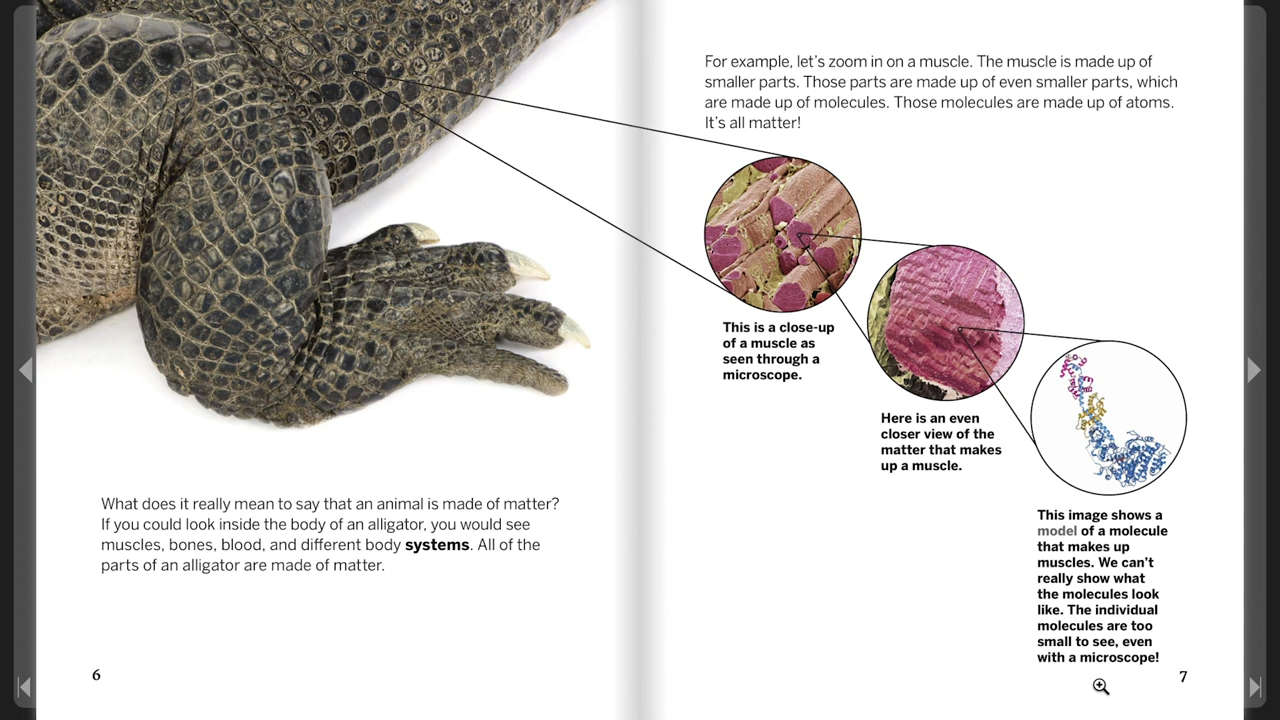 What does it really mean to say that an animal is made of matter?
If you could look inside the body of an alligator, you would see
muscles, bones, blood, and different body systems. All of the
parts of an alligator are made of matter.
6
For example, let's zoom in on a muscle. The muscle is made up of
smaller parts. Those parts are made up of even smaller parts, which
are made up of molecules. Those molecules are made up of atoms.
It's all matter!
This is a close-up
of a muscle as
seen through a
microscope.
Here is an even
closer view of the
matter that makes
up a muscle.
This image shows a
model of a molecule
that makes up
muscles. We can't
really show what
the molecules look
like. The individual
molecules are too
small to see, even
with a microscope!
7